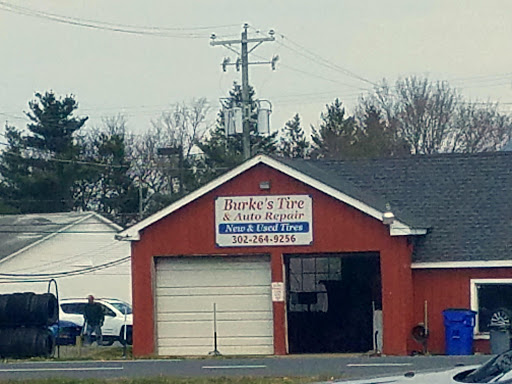 Burke's Tire
& Auto Repair
New & Used Tires
302-264-9256